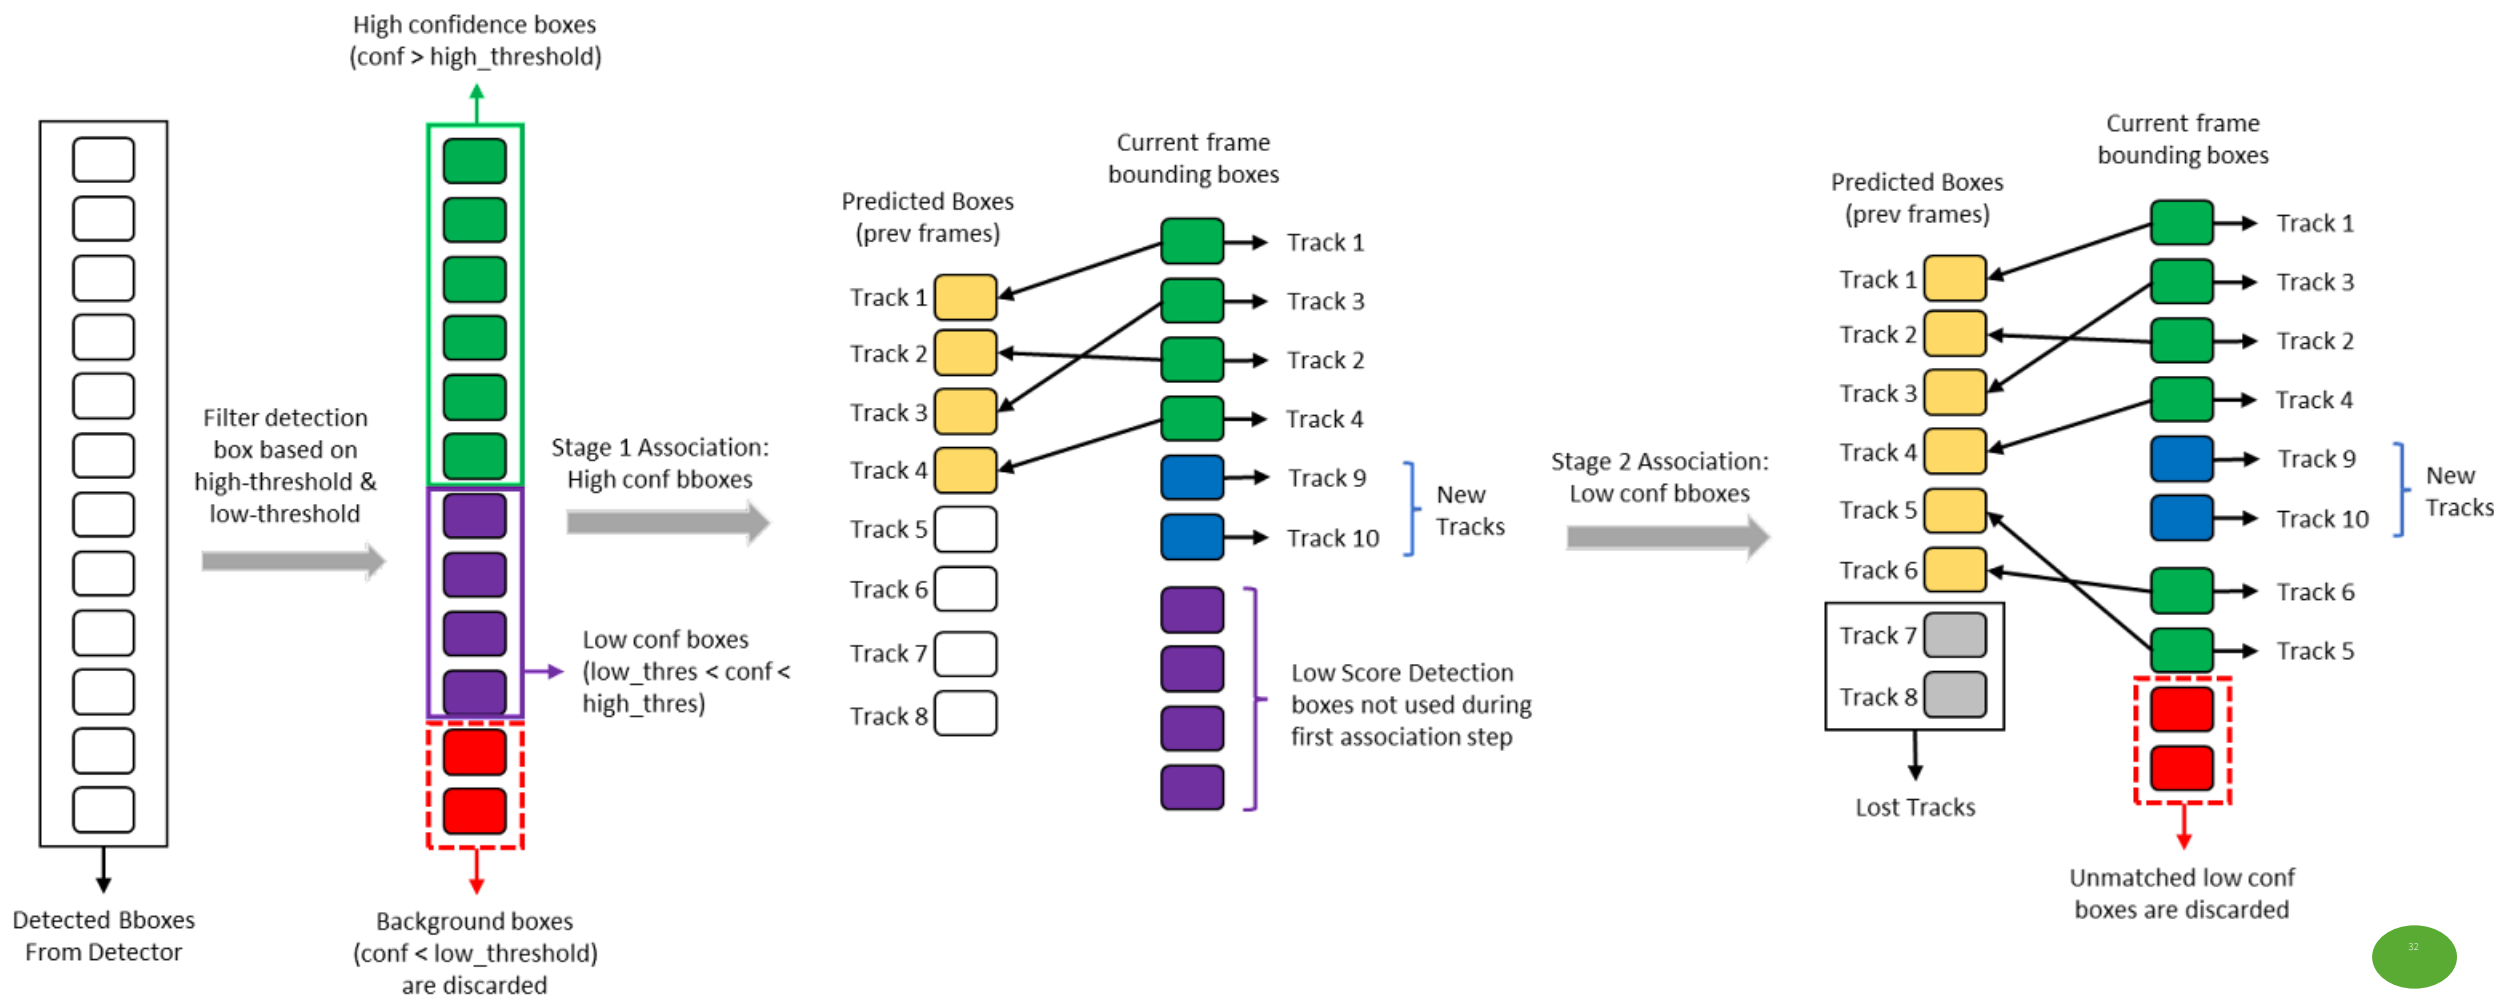 High confidence boxes
(conf > high_threshold)
Filter detection
box based on
high-threshold &
low-threshold
Detected Bboxes
From Detector
Low conf boxes
(low_thres < conf <
high_thres)
Background boxes
(conf < low_threshold)
are discarded
Stage 1 Association:
High conf bboxes
Predicted Boxes
(prev frames)
Track 1
Track 2
Track 3
Track 4
Track 5
Track 6
Track 7
Track 8
Current frame
bounding boxes
Track 1
Track 3
Track 2
Track 4
Track 9
Track 10
New
Tracks
Low Score Detection
boxes not used during
first association step
Stage 2 Association:
Low conf bboxes
Predicted Boxes
(prev frames)
Track 1
Track 2
Track 3
Track 4
Track 5
Track 6
Track 7
Track 8
Lost Tracks
Current frame
bounding boxes
Track 1
Track 3
Track 2
Track 4
Track 9
Track 10
New
Tracks
Track 6
Track 5
Unmatched low conf
boxes are discarded
32